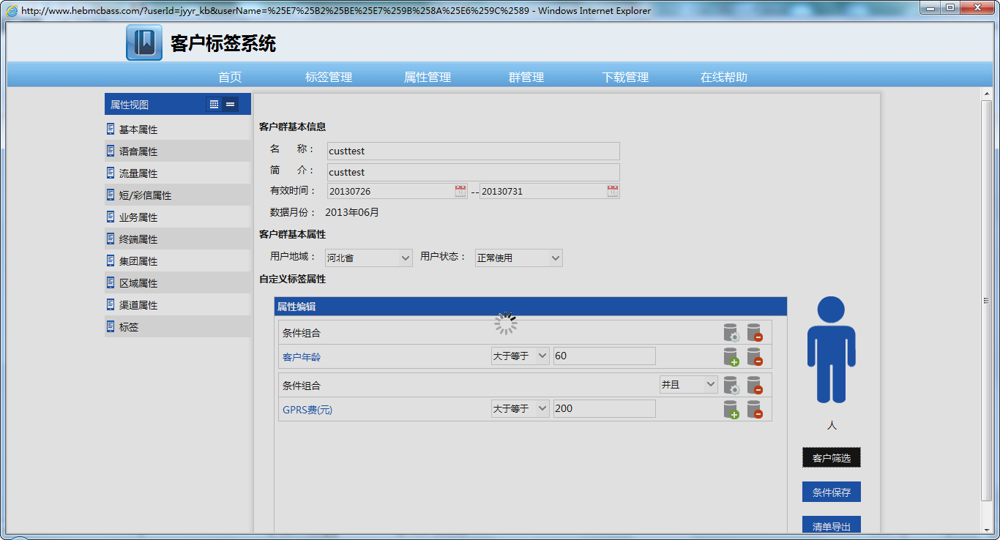 http://www.hebmcbass.com/?userId=jyyr_kb&userName=%25E7%25B2%25BE%25E7%259B%258A%25E6%259C%2589 - Windows Internet Explorer
客户标签系统
首页 标签管理 属性管理 群管理 下载管理 在线帮助
属性视图
基本属性
语音属性
流量属性
短/彩信属性
业务属性
终端属性
集团属性
区域属性
渠道属性
标签
客户群基本信息
名 称： custtest
简 介： custtest
有效时间： 20130726 -- 20130731
数据月份： 2013年06月
客户群基本属性
用户地域： 河北省 用户状态： 正常使用
自定义标签属性
属性编辑
条件组合
客户年龄 大于等于 60
条件组合 并且
GPRS费(元) 大于等于 200
人
客户筛选
条件保存
清单导出